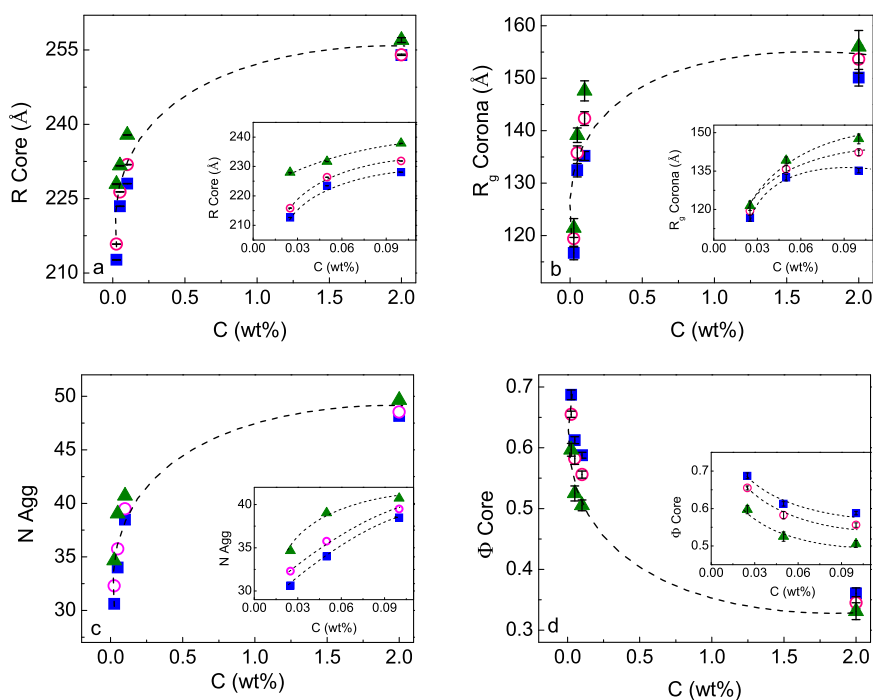 255
240
225
210
R Core (Å)
240
230
220
210
R Core (Å)
0.00 0.03 0.06 0.09
C (wt%)
a
0.0 0.5 1.0 1.5 2.0
C (wt%)
160
150
140
130
120
R g Corona (Å)
150
135
120
R g Corona (Å)
0.00 0.03 0.06 0.09
C (wt%)
b
0.0 0.5 1.0 1.5 2.0
C (wt%)
50
45
40
35
30
N Agg
40
35
30
N Agg
0.00 0.03 0.06 0.09
C (wt%)
c
0.0 0.5 1.0 1.5 2.0
C (wt%)
0.7
0.6
0.5
0.4
0.3
Φ Core
0.7
0.6
0.5
Φ Core
0.00 0.03 0.06 0.09
C (wt%)
d
0.0 0.5 1.0 1.5 2.0
C (wt%)